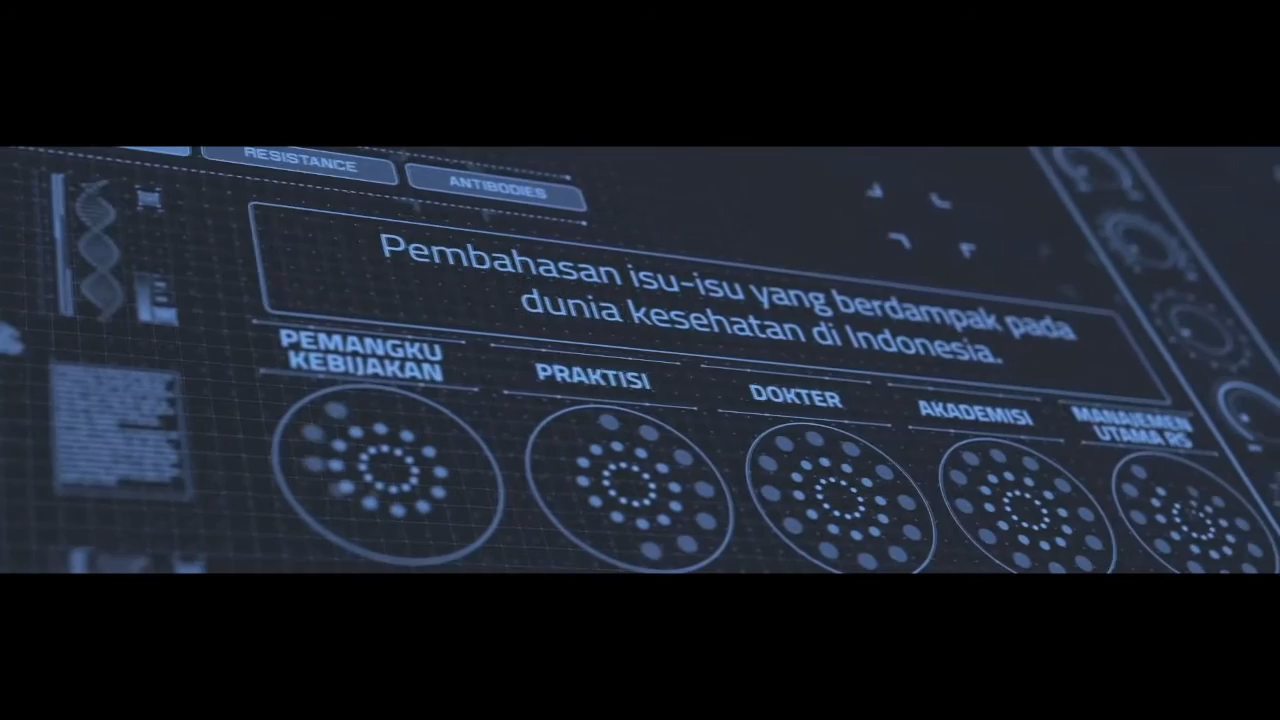 RESISTANCE
ANTIBODIES
Pembahasan isu-isu yang berdampak pada
dunia kesehatan di Indonesia.
PEMANGKU
KEBIJAKAN
PRAKTISI
DOKTER
AKADEMISI
MANAJEMEN
UTAMA RS